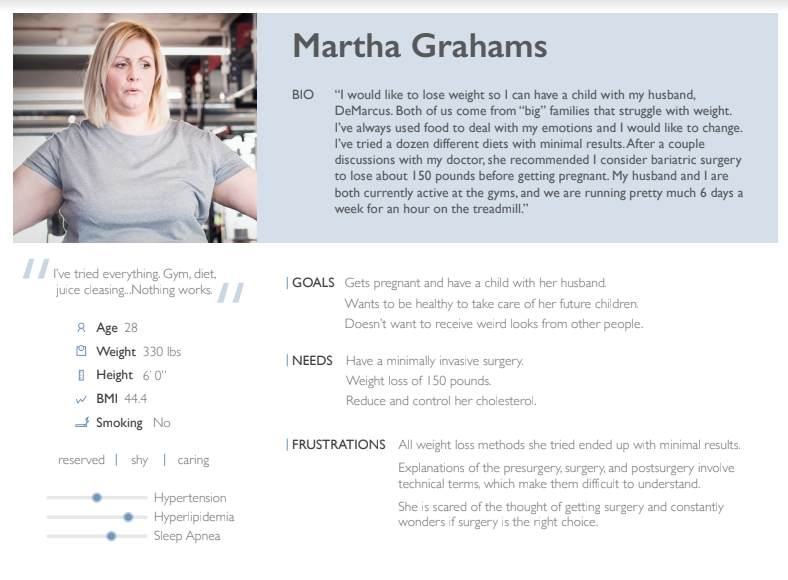 Martha Grahams
BIO
“I would like to lose weight so I can have a child with my husband,
DeMarcus. Both of us come from “big” families that struggle with weight.
I’ve always used food to deal with my emotions and I would like to change.
I’ve tried a dozen different diets with minimal results. After a couple
discussions with my doctor, she recommended I consider bariatric surgery
to lose about 150 pounds before getting pregnant. My husband and I are
both currently active at the gyms, and we are running pretty much 6 days a
week for an hour on the treadmill.”
"I’ve tried everything. Gym, diet,
juice cleasing...Nothing works."
Age 28
Weight 330 lbs
Height 6’ 0”
BMI 44.4
Smoking No
reserved | shy | caring
Hypertension
Hyperlipidemia
Sleep Apnea
| GOALS Gets pregnant and have a child with her husband.
Wants to be healthy to take care of her future children.
Doesn’t want to receive weird looks from other people.
| NEEDS Have a minimally invasive surgery.
Weight loss of 150 pounds.
Reduce and control her cholesterol.
| FRUSTRATIONS All weight loss methods she tried ended up with minimal results.
Explanations of the presurgery, surgery, and postsurgery involve
technical terms, which make them difficult to understand.
She is scared of the thought of getting surgery and constantly
wonders if surgery is the right choice.